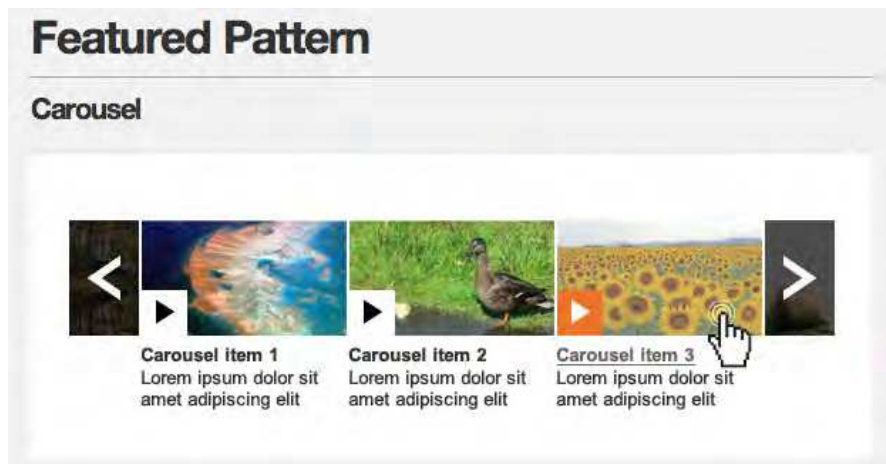 Featured Pattern
Carousel
Carousel item 1
Lorem ipsum dolor sit
amet adipiscing elit
Carousel item 2
Lorem ipsum dolor sit
amet adipiscing elit
Carousel item 3
Lorem ipsum dolor sit
amet adipiscing elit